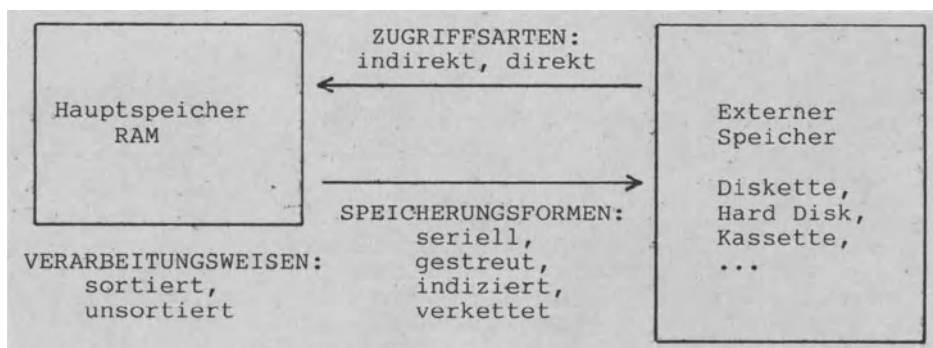 ZUGRIFFSARTEN:
indirekt, direkt
Hauptspeicher
RAM
Externer
Speicher
Diskette,
Hard Disk,
Kassette,
...
SPEICHERUNGSFORMEN:
seriell,
gestreut,
indiziert,
verkettet
VERARBEITUNGSWEISEN:
sortiert,
unsortiert